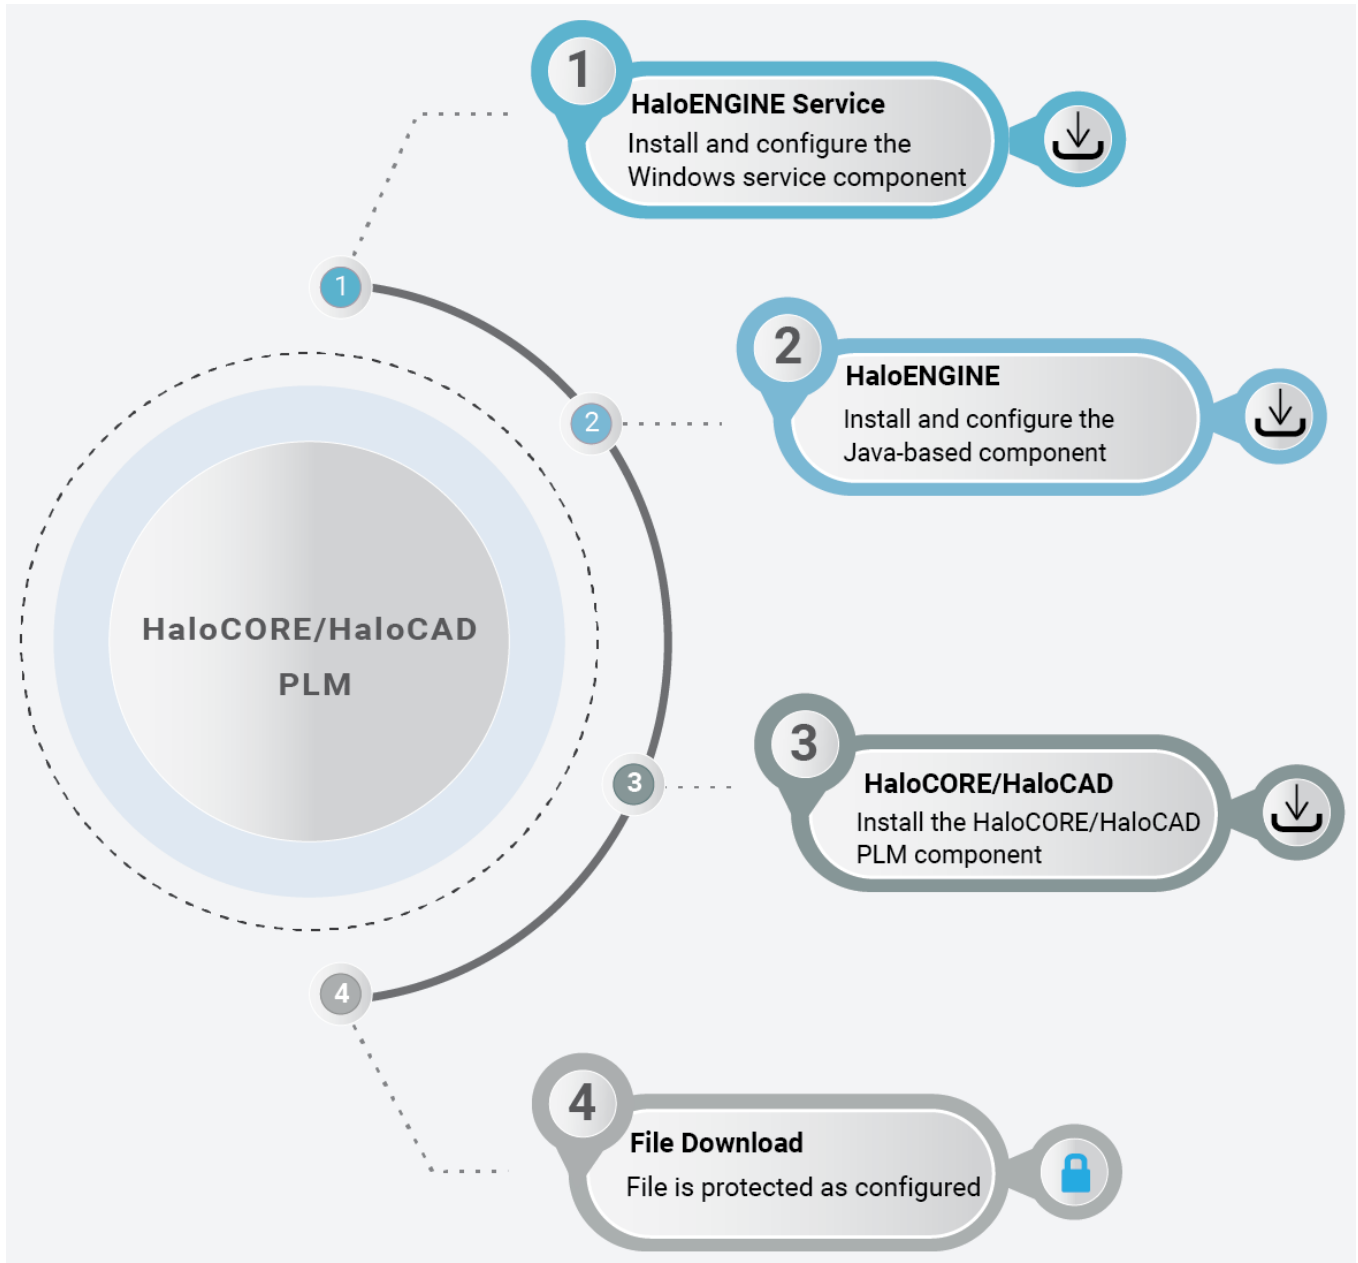 1
HaloENGINE Service
Install and configure the
Windows service component
1
2
HaloENGINE
Install and configure the
Java-based component
2
HaloCORE/HaloCAD
PLM
3
HaloCORE/HaloCAD
Install the HaloCORE/HaloCAD
PLM component
3
4
4
File Download
File is protected as configured